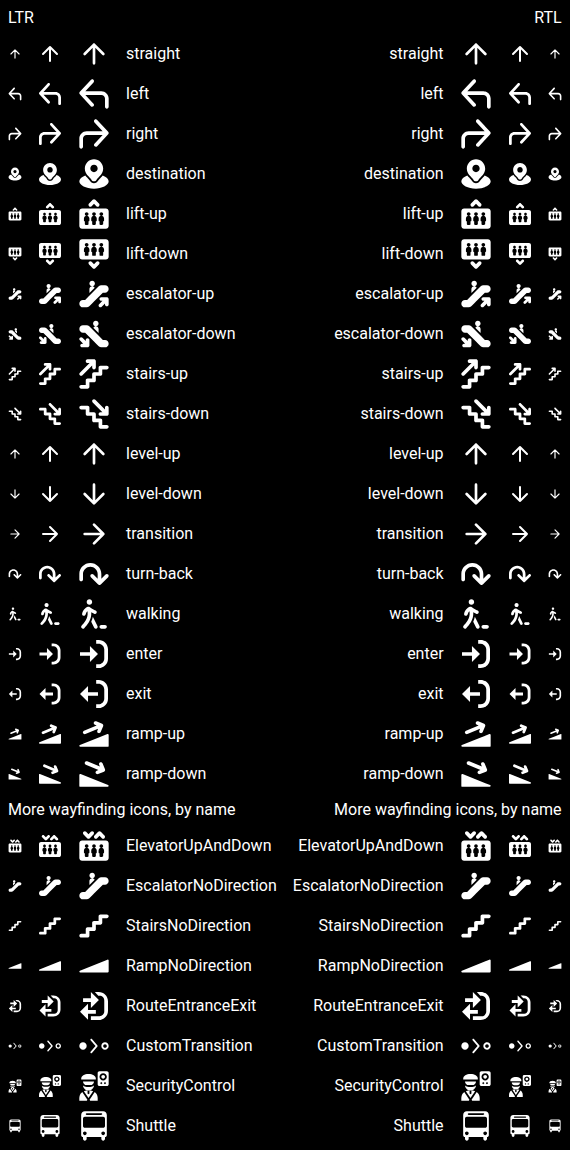 LTR RTL
straight straight
left left
right right
destination destination
lift-up lift-up
lift-down lift-down
escalator-up escalator-up
escalator-down escalator-down
stairs-up stairs-up
stairs-down stairs-down
level-up level-up
level-down level-down
transition transition
turn-back turn-back
walking walking
enter enter
exit exit
ramp-up ramp-up
ramp-down ramp-down
More wayfinding icons, by name More wayfinding icons, by name
ElevatorUpAndDown ElevatorUpAndDown
EscalatorNoDirection EscalatorNoDirection
StairsNoDirection StairsNoDirection
RampNoDirection RampNoDirection
RouteEntranceExit RouteEntranceExit
CustomTransition CustomTransition
SecurityControl SecurityControl
Shuttle Shuttle